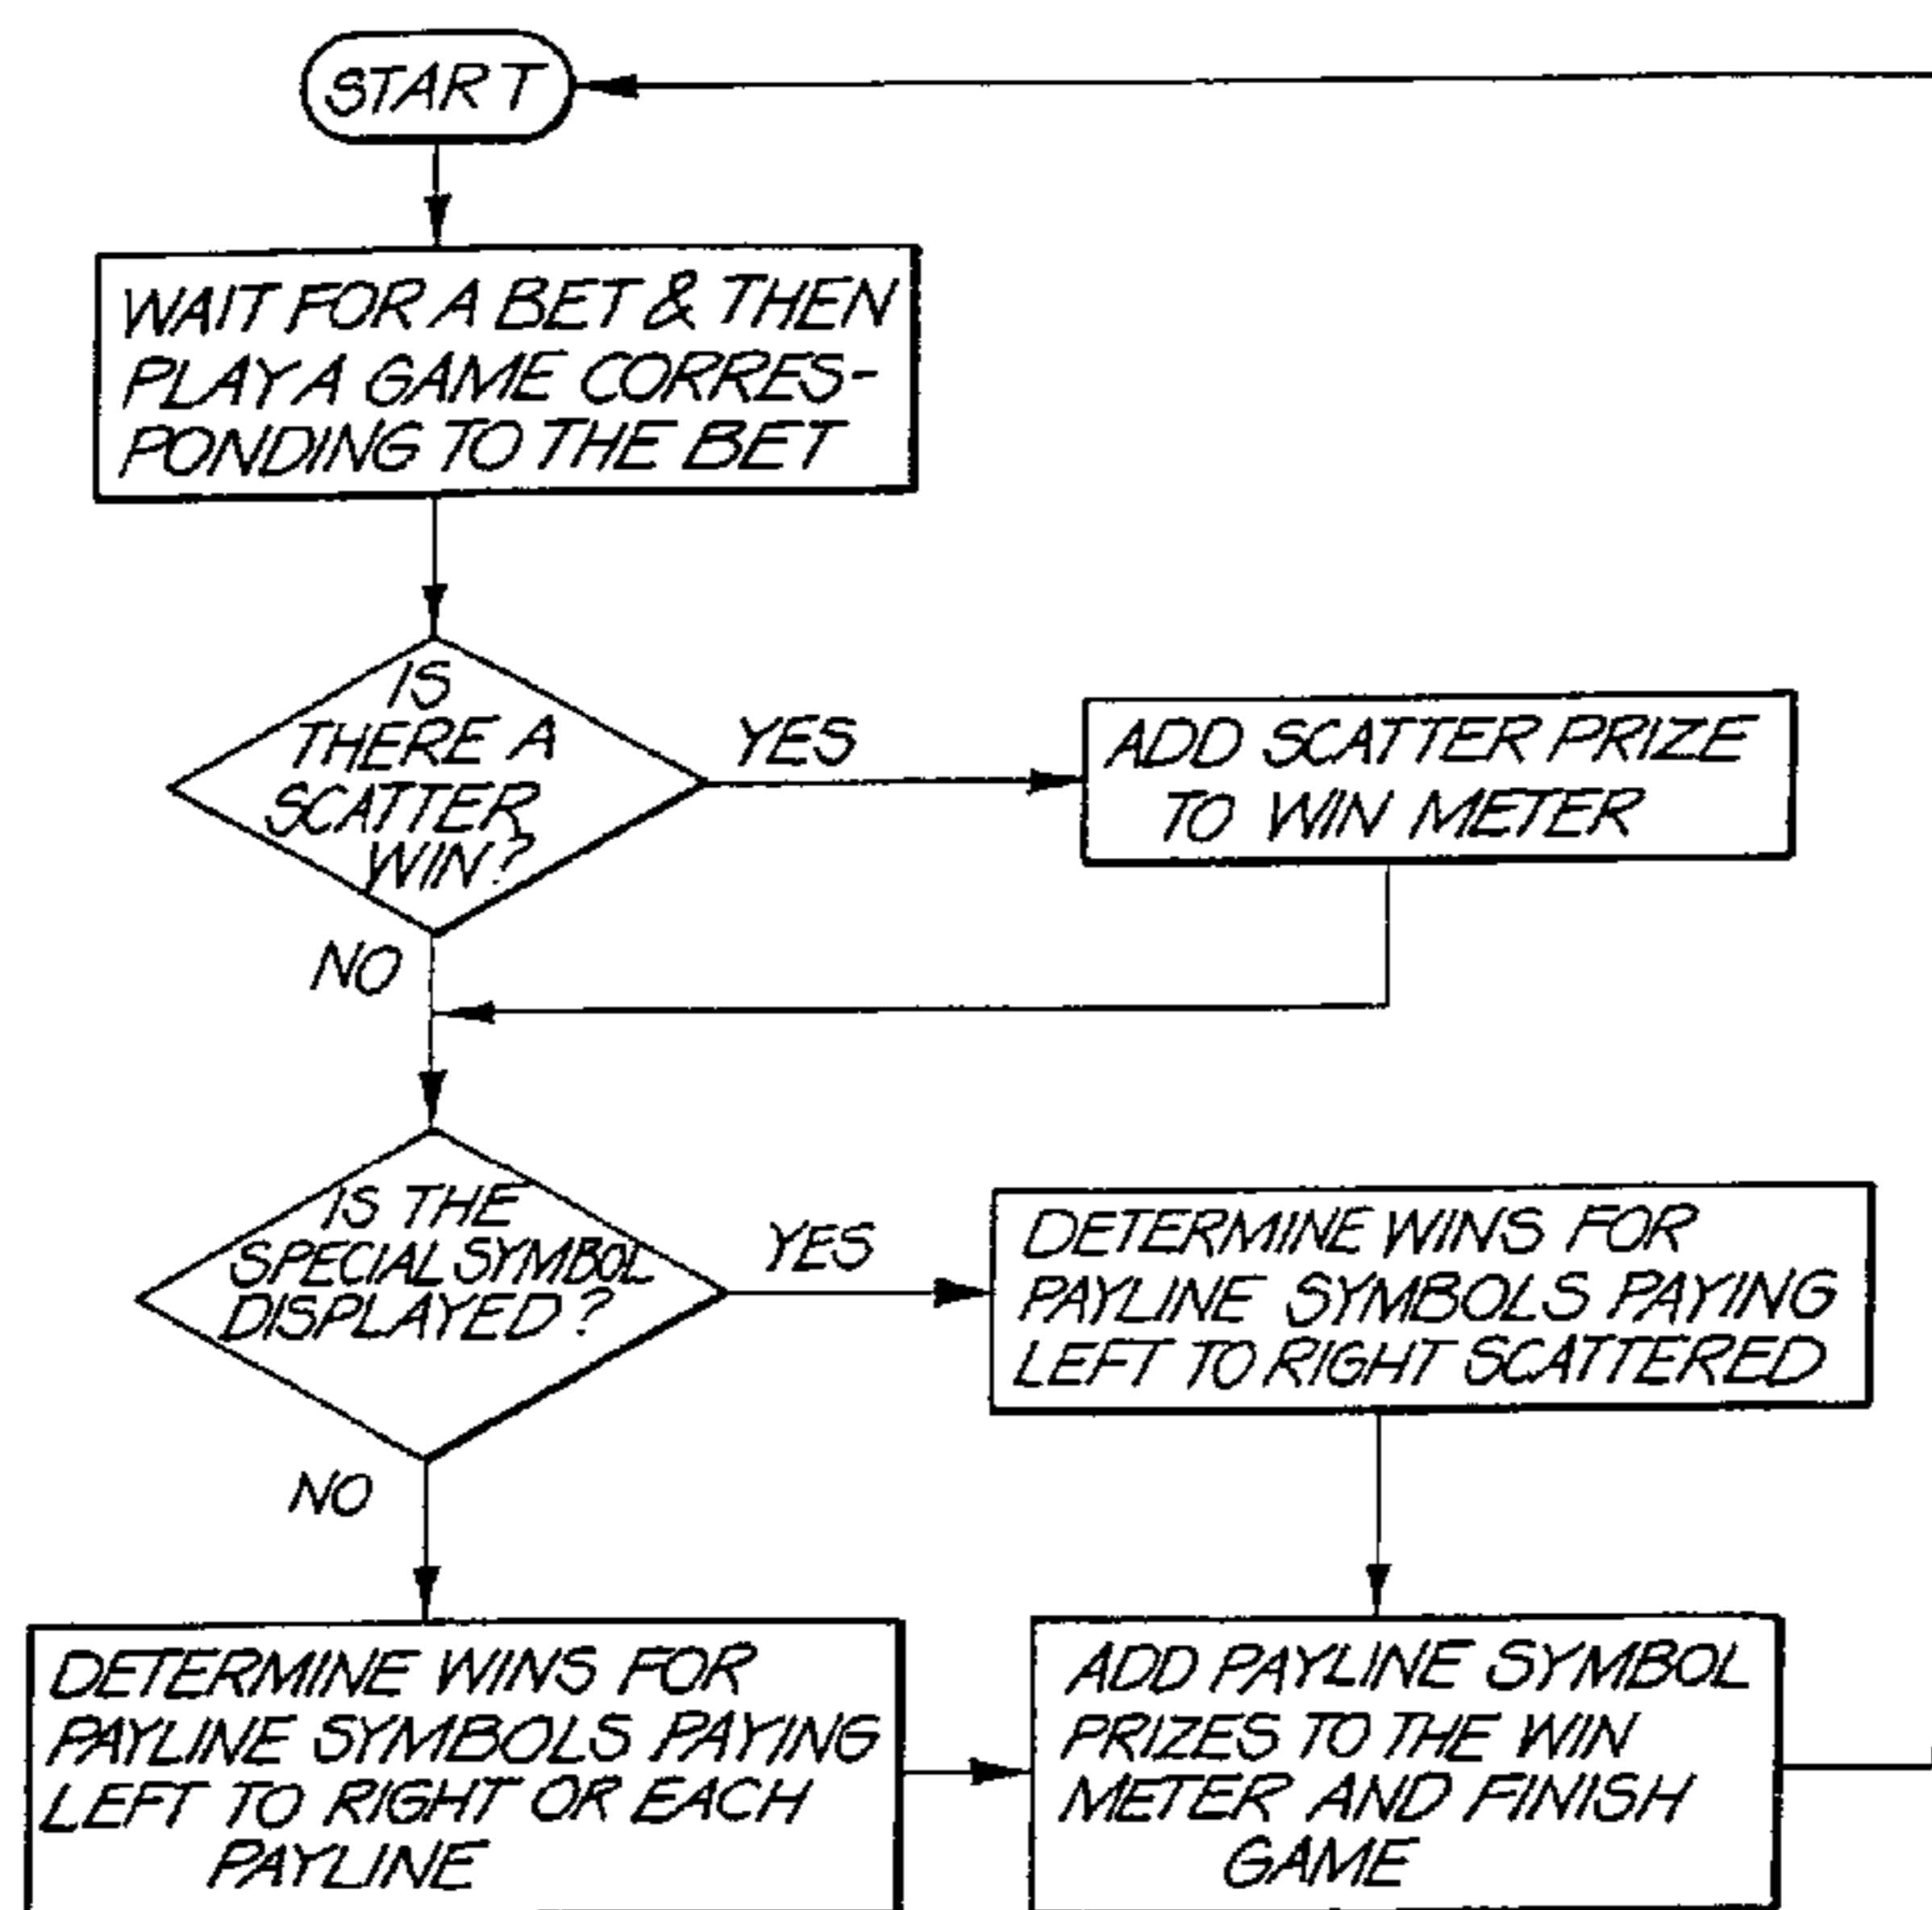 START
WAIT FOR A BET & THEN
PLAY A GAME CORRES-
PONDING TO THE BET
IS
THERE A
SCATTER
WIN?
YES
ADD SCATTER PRIZE
TO WIN METER
NO
IS THE
SPECIAL SYMBOL
DISPLAYED?
YES
DETERMINE WINS FOR
PAYLINE SYMBOLS PAYING
LEFT TO RIGHT SCATTERED
NO
DETERMINE WINS FOR
PAYLINE SYMBOLS PAYING
LEFT TO RIGHT OR EACH
PAYLINE
ADD PAYLINE SYMBOL
PRIZES TO THE WIN
METER AND FINISH
GAME